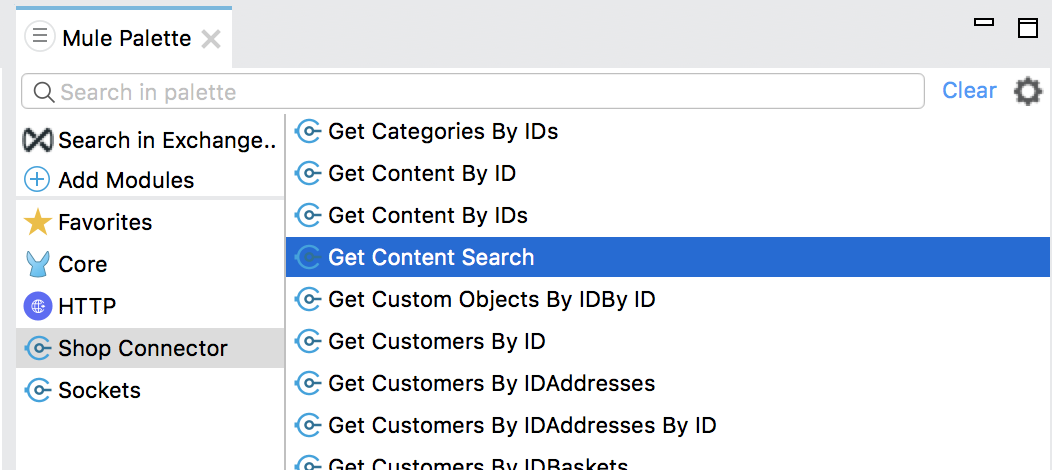 Mule Palette
Search in palette
Clear
Search in Exchange..
Add Modules
Favorites
Core
HTTP
Shop Connector
Sockets
Get Categories By IDs
Get Content By ID
Get Content By IDs
Get Content Search
Get Custom Objects By IDBy ID
Get Customers By ID
Get Customers By IDAddresses
Get Customers By IDAddresses By ID
Get Customers By IDBaskets